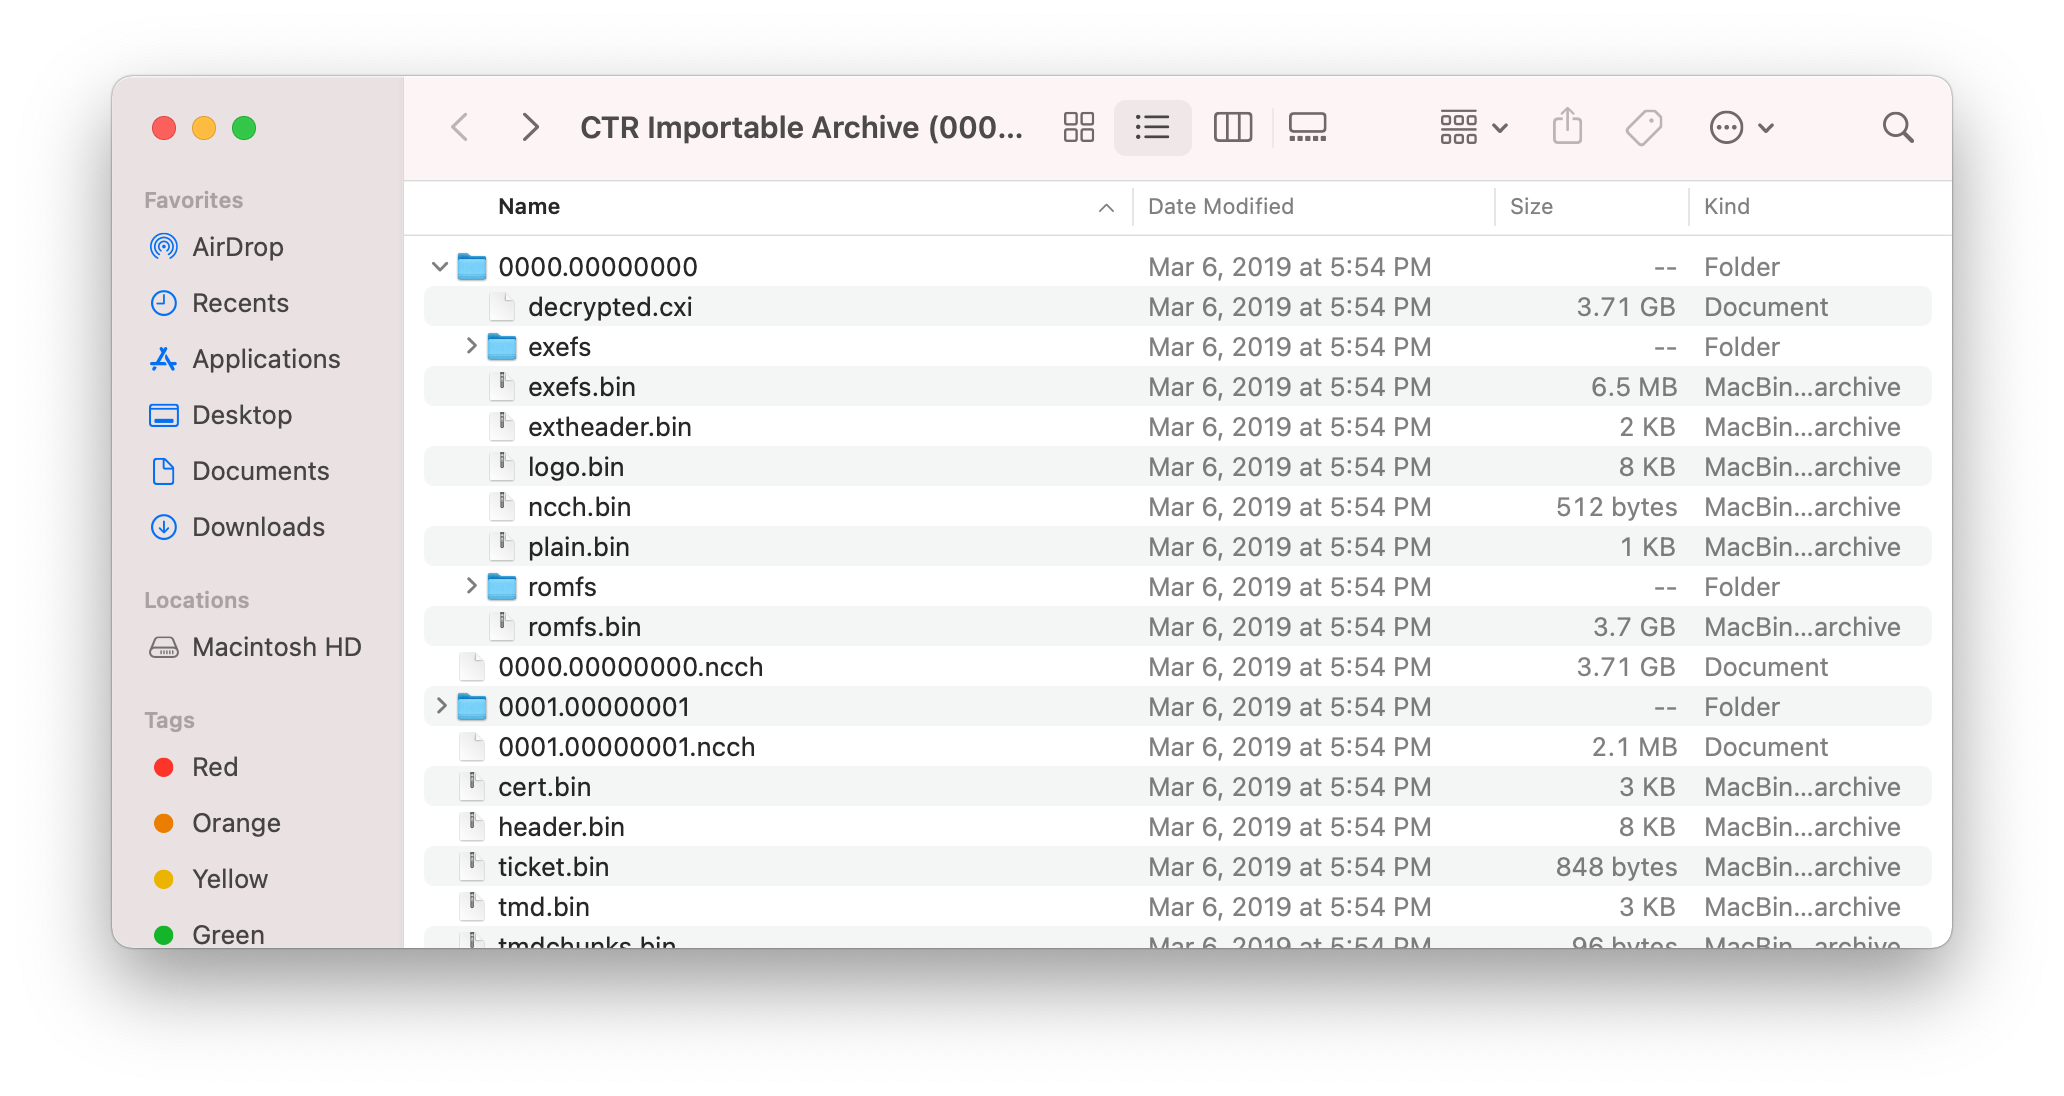 CTR Importable Archive (000...
Favorites
AirDrop
Recents
Applications
Desktop
Documents
Downloads
Locations
Macintosh HD
Tags
Red
Orange
Yellow
Green
Name Date Modified Size Kind
0000.00000000 Mar 6, 2019 at 5:54 PM -- Folder
decrypted.cxi Mar 6, 2019 at 5:54 PM 3.71 GB Document
exefs Mar 6, 2019 at 5:54 PM -- Folder
exefs.bin Mar 6, 2019 at 5:54 PM 6.5 MB MacBin...archive
extheader.bin Mar 6, 2019 at 5:54 PM 2 KB MacBin...archive
logo.bin Mar 6, 2019 at 5:54 PM 8 KB MacBin...archive
ncch.bin Mar 6, 2019 at 5:54 PM 512 bytes MacBin...archive
plain.bin Mar 6, 2019 at 5:54 PM 1 KB MacBin...archive
romfs Mar 6, 2019 at 5:54 PM -- Folder
romfs.bin Mar 6, 2019 at 5:54 PM 3.7 GB MacBin...archive
0000.00000000.ncch Mar 6, 2019 at 5:54 PM 3.71 GB Document
0001.00000001 Mar 6, 2019 at 5:54 PM -- Folder
0001.00000001.ncch Mar 6, 2019 at 5:54 PM 2.1 MB Document
cert.bin Mar 6, 2019 at 5:54 PM 3 KB MacBin...archive
header.bin Mar 6, 2019 at 5:54 PM 8 KB MacBin...archive
ticket.bin Mar 6, 2019 at 5:54 PM 848 bytes MacBin...archive
tmd.bin Mar 6, 2019 at 5:54 PM 3 KB MacBin...archive
tmdchunks.bin Mar 6, 2019 at 5:54 PM 96 bytes MacBin...archive